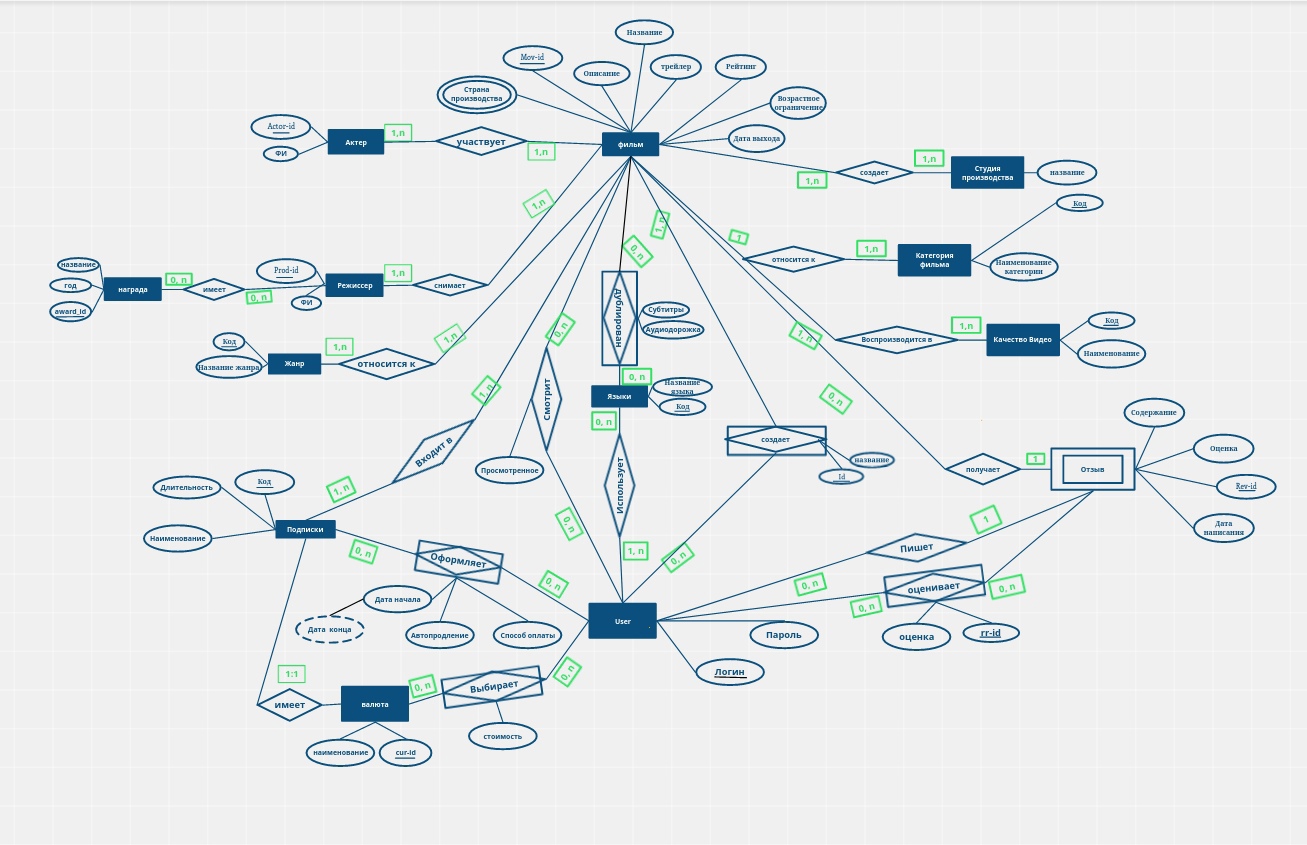 Название
Mov-id
Описание
трейлер
Рейтинг
Страна
производства
Возрастное
ограничение
Actor-id
ФИ
Актер
1,n
участвует
1,n
фильм
Дата выхода
1,n
создает
1,n
Студия
производства
название
Код
1,n
1,n
1
0, n
относится к
1,n
Категория
фильма
Наименование
категории
название
год
award_id
награда
0, n
имеет
0, n
Prod-id
ФИ
Режиссер
1,n
снимает
дублирован
Субтитры
Аудиодорожка
Код
Название жанра
Жанр
1,n
относится к
1,n
0, n
1, n
Воспроизводится в
1,n
Качество Видео
Код
Наименование
0, n
Языки
Название
языка
Код
0, n
1,n
Смотрит
0, n
Содержание
Оценка
Rev-id
Дата
написания
Входит в
Просмотренное
Использует
создает
название
Id
получает
1
Отзыв
Длительность
Код
Наименование
1, n
Подписки
0, n
0, n
1, n
0, n
1
Пишет
0, n
Оформляет
0, n
Дата начала
Дата конца
Автопродление
Способ оплаты
User
оценивает
0, n
0, n
оценка
rr-id
Пароль
Логин
1:1
имеет
валюта
0, n
Выбирает
0, n
стоимость
наименование
cur-id